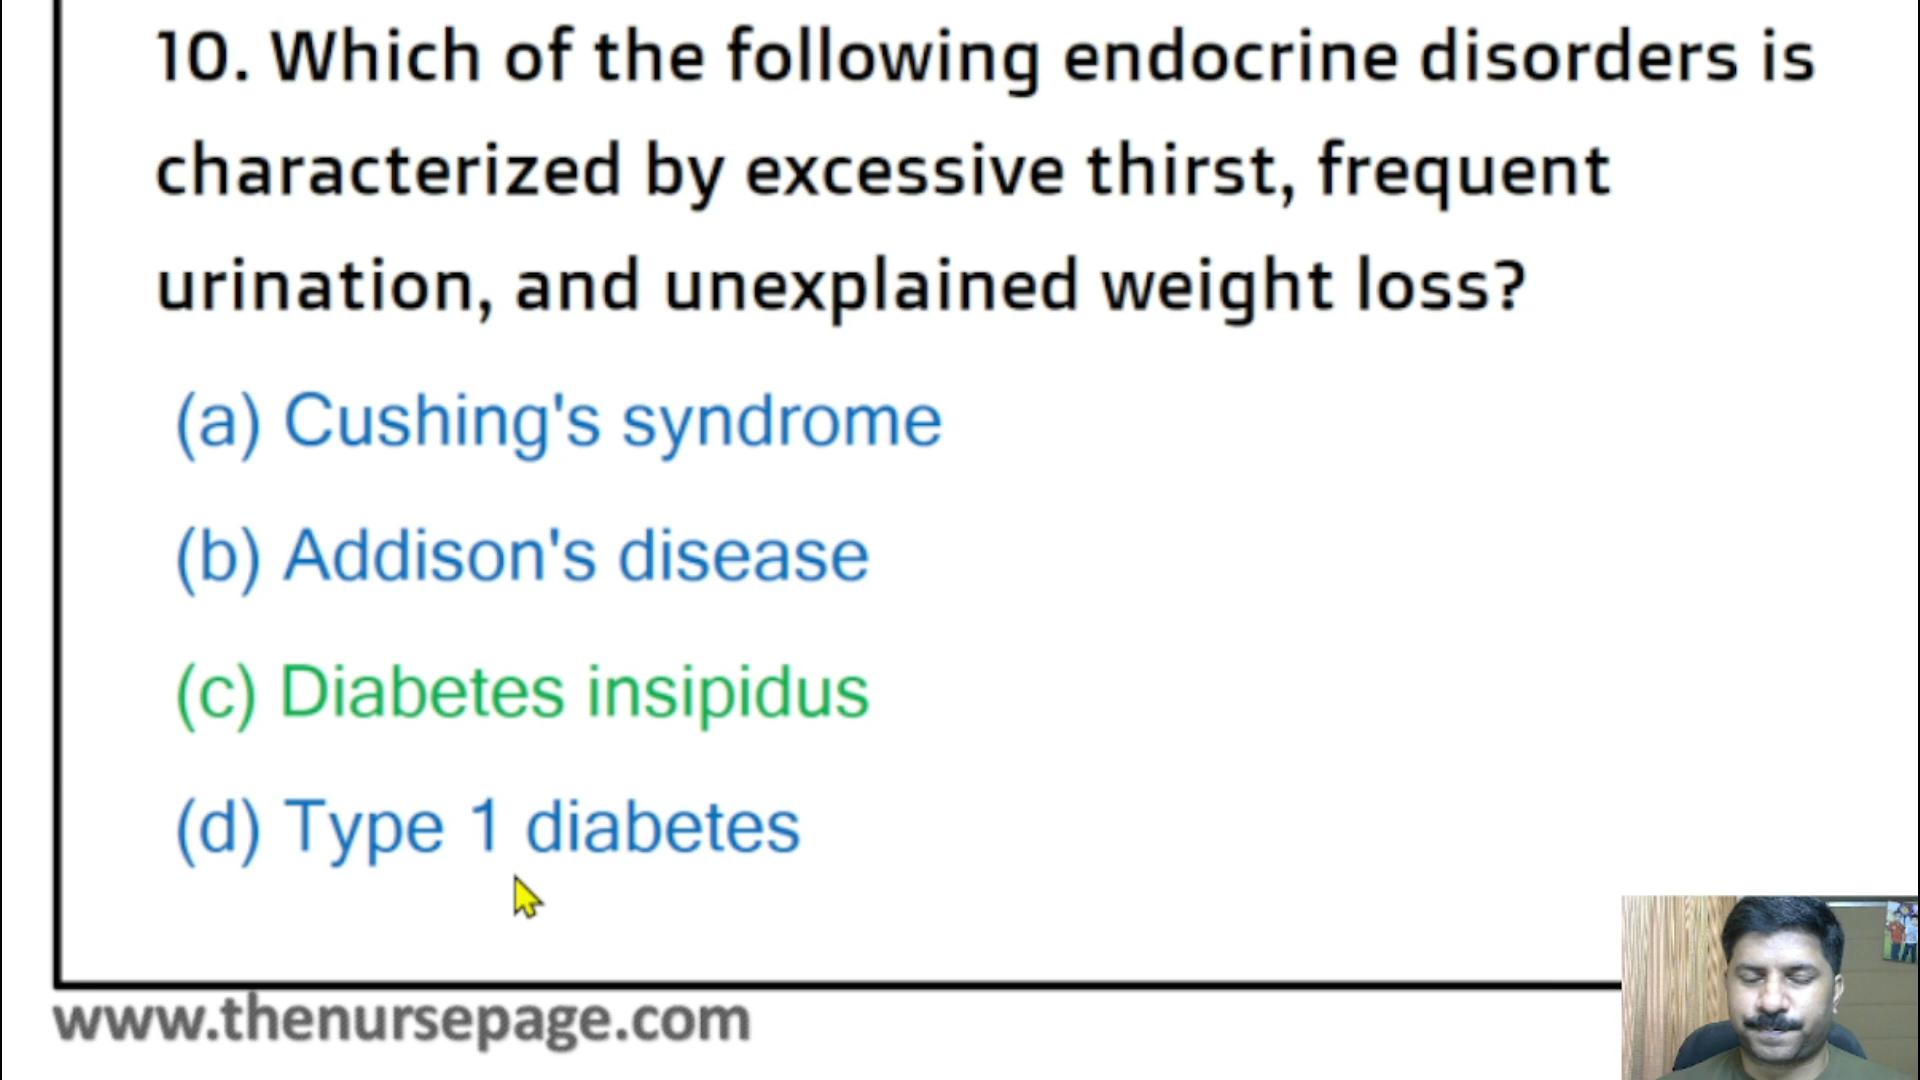 10. Which of the following endocrine disorders is
characterized by excessive thirst, frequent
urination, and unexplained weight loss?
(a) Cushing's syndrome
(b) Addison's disease
(c) Diabetes insipidus
(d) Type 1 diabetes
www.thenursepage.com